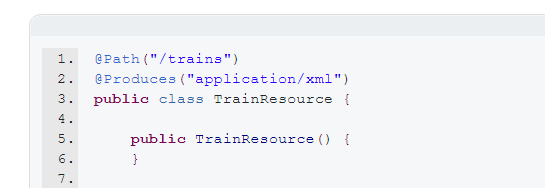 1. @Path("/trains")
2. @Produces("application/xml")
3. public class TrainResource {
4.
5. public TrainResource() {
6. }
7.